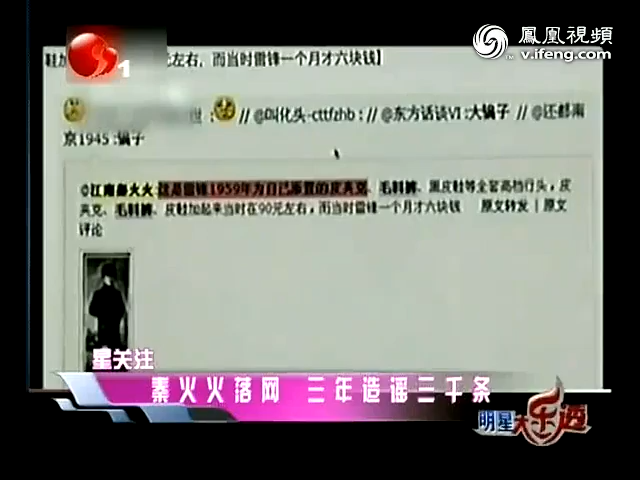 鳳凰視頻
v.ifeng.com
1
元左右，而当时雷锋一个月才六块钱]
世：// @叫化头-cttfzhb：// @东方话谈VI:大骗子 // @还都南
京1945 :骗子
@江南秦火火:这是雷锋1959年为自己添置的皮夹克、毛料裤、黑皮鞋等全套高档行头，皮
夹克、毛料裤、皮鞋加起来当时在90元左右，而当时雷锋一个月才六块钱 原文转发 | 原文
评论
星关注
秦火火落网 三年造谣三千条
明星大乐透